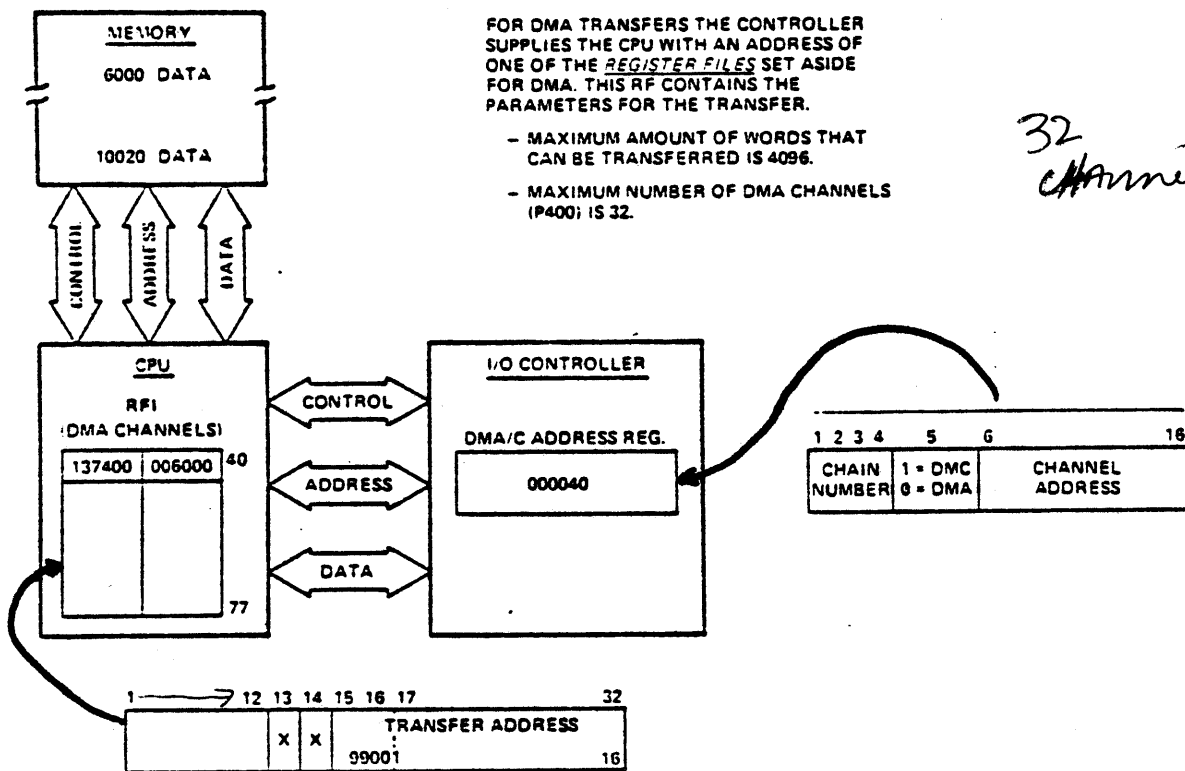 MEMORY
6000 DATA
10020 DATA
FOR DMA TRANSFERS THE CONTROLLER
SUPPLIES THE CPU WITH AN ADDRESS OF
ONE OF THE REGISTER FILES SET ASIDE
FOR DMA. THIS RF CONTAINS THE
PARAMETERS FOR THE TRANSFER.
– MAXIMUM AMOUNT OF WORDS THAT
CAN BE TRANSFERRED IS 4096.
– MAXIMUM NUMBER OF DMA CHANNELS
(P400) IS 32.
32
CONTROL
ADDRESS
DATA
CPU
RFI
(DMA CHANNELS)
137400 006000 40
77
CONTROL
ADDRESS
DATA
I/O CONTROLLER
DMA/C ADDRESS REG.
000040
1 2 3 4 5 6 16
CHAIN NUMBER
1 = DMC
0 = DMA
CHANNEL ADDRESS
1 12 13 14 15 16 17 32
X X
TRANSFER ADDRESS
99001 16